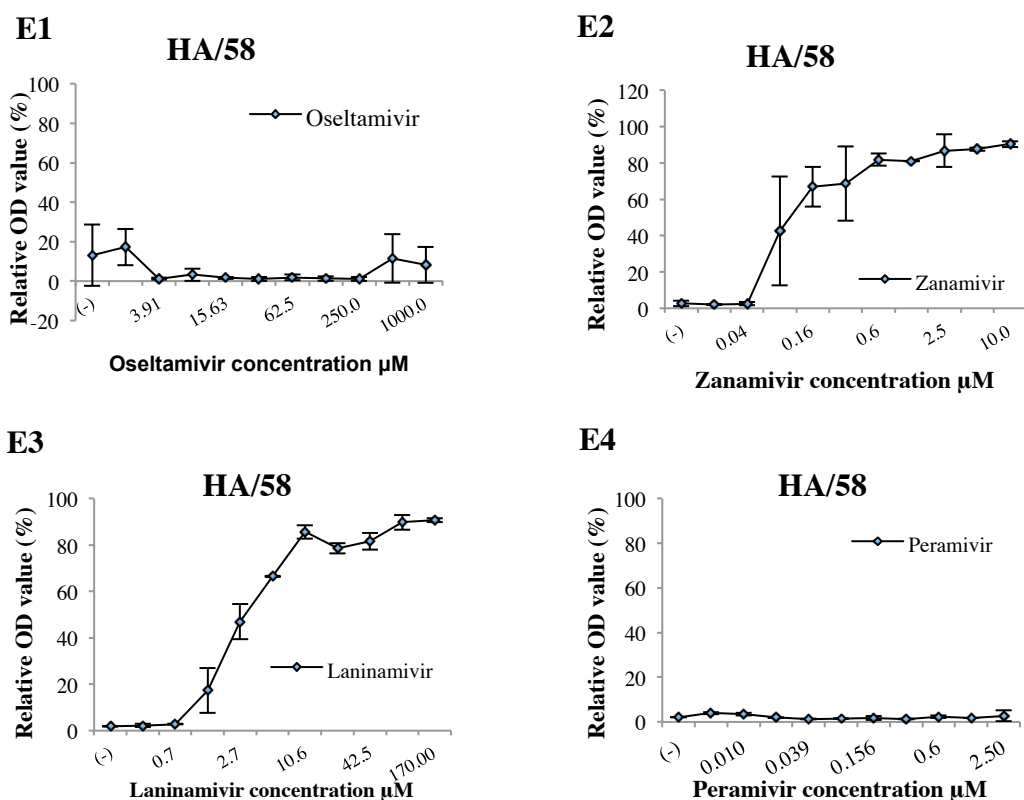 E1
HA/58
Relative OD value (%)
100
80
60
40
20
0
-20
Oseltamivir
(-) 3.91 15.63 62.5 250.0 1000.0
Oseltamivir concentration µM
E2
HA/58
Relative OD value (%)
120
100
80
60
40
20
0
Zanamivir
(-) 0.04 0.16 0.6 2.5 10.0
Zanamivir concentration µM
E3
HA/58
Relative OD value (%)
100
80
60
40
20
0
Laninamivir
(-) 0.7 2.7 10.6 42.5 170.00
Laninamivir concentration µM
E4
HA/58
Relative OD value (%)
100
80
60
40
20
0
Peramivir
(-) 0.010 0.039 0.156 0.6 2.50
Peramivir concentration µM